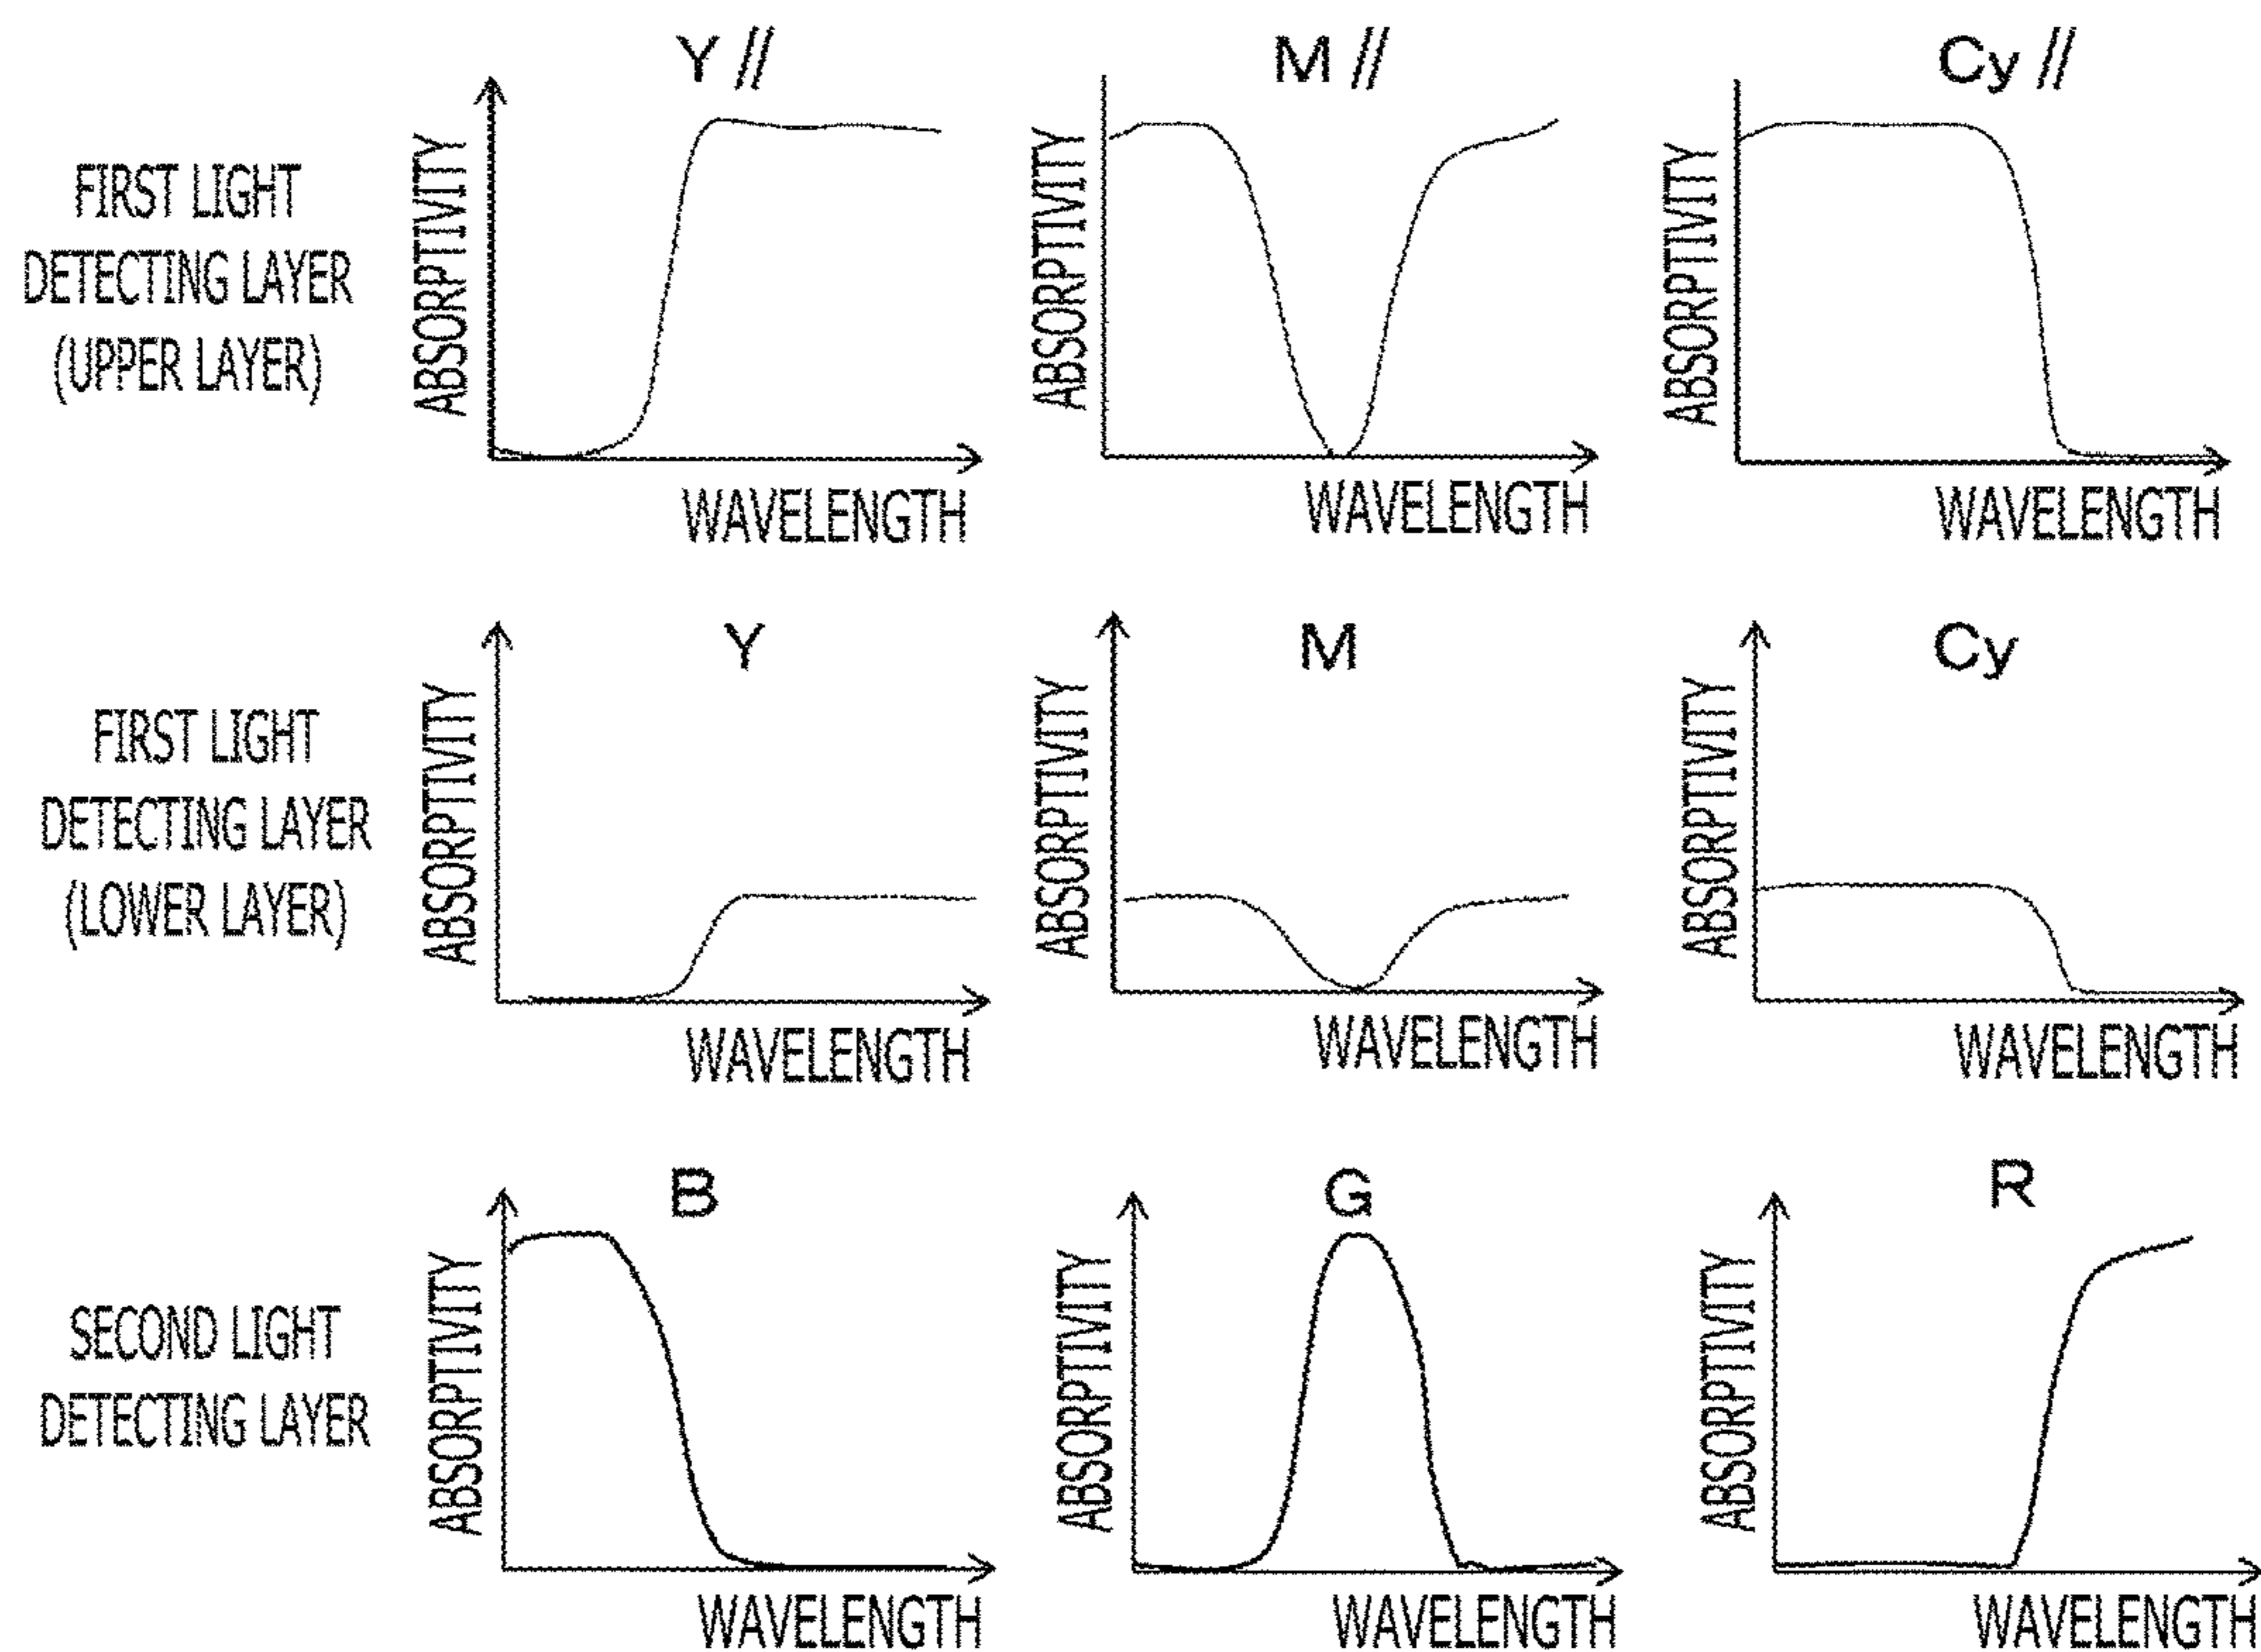 Y //
M //
Cy //
FIRST LIGHT
DETECTING LAYER
(UPPER LAYER)
ABSORPTIVITY
WAVELENGTH
ABSORPTIVITY
WAVELENGTH
ABSORPTIVITY
WAVELENGTH
Y
M
Cy
FIRST LIGHT
DETECTING LAYER
(LOWER LAYER)
ABSORPTIVITY
WAVELENGTH
ABSORPTIVITY
WAVELENGTH
ABSORPTIVITY
WAVELENGTH
B
G
R
SECOND LIGHT
DETECTING LAYER
ABSORPTIVITY
WAVELENGTH
ABSORPTIVITY
WAVELENGTH
ABSORPTIVITY
WAVELENGTH